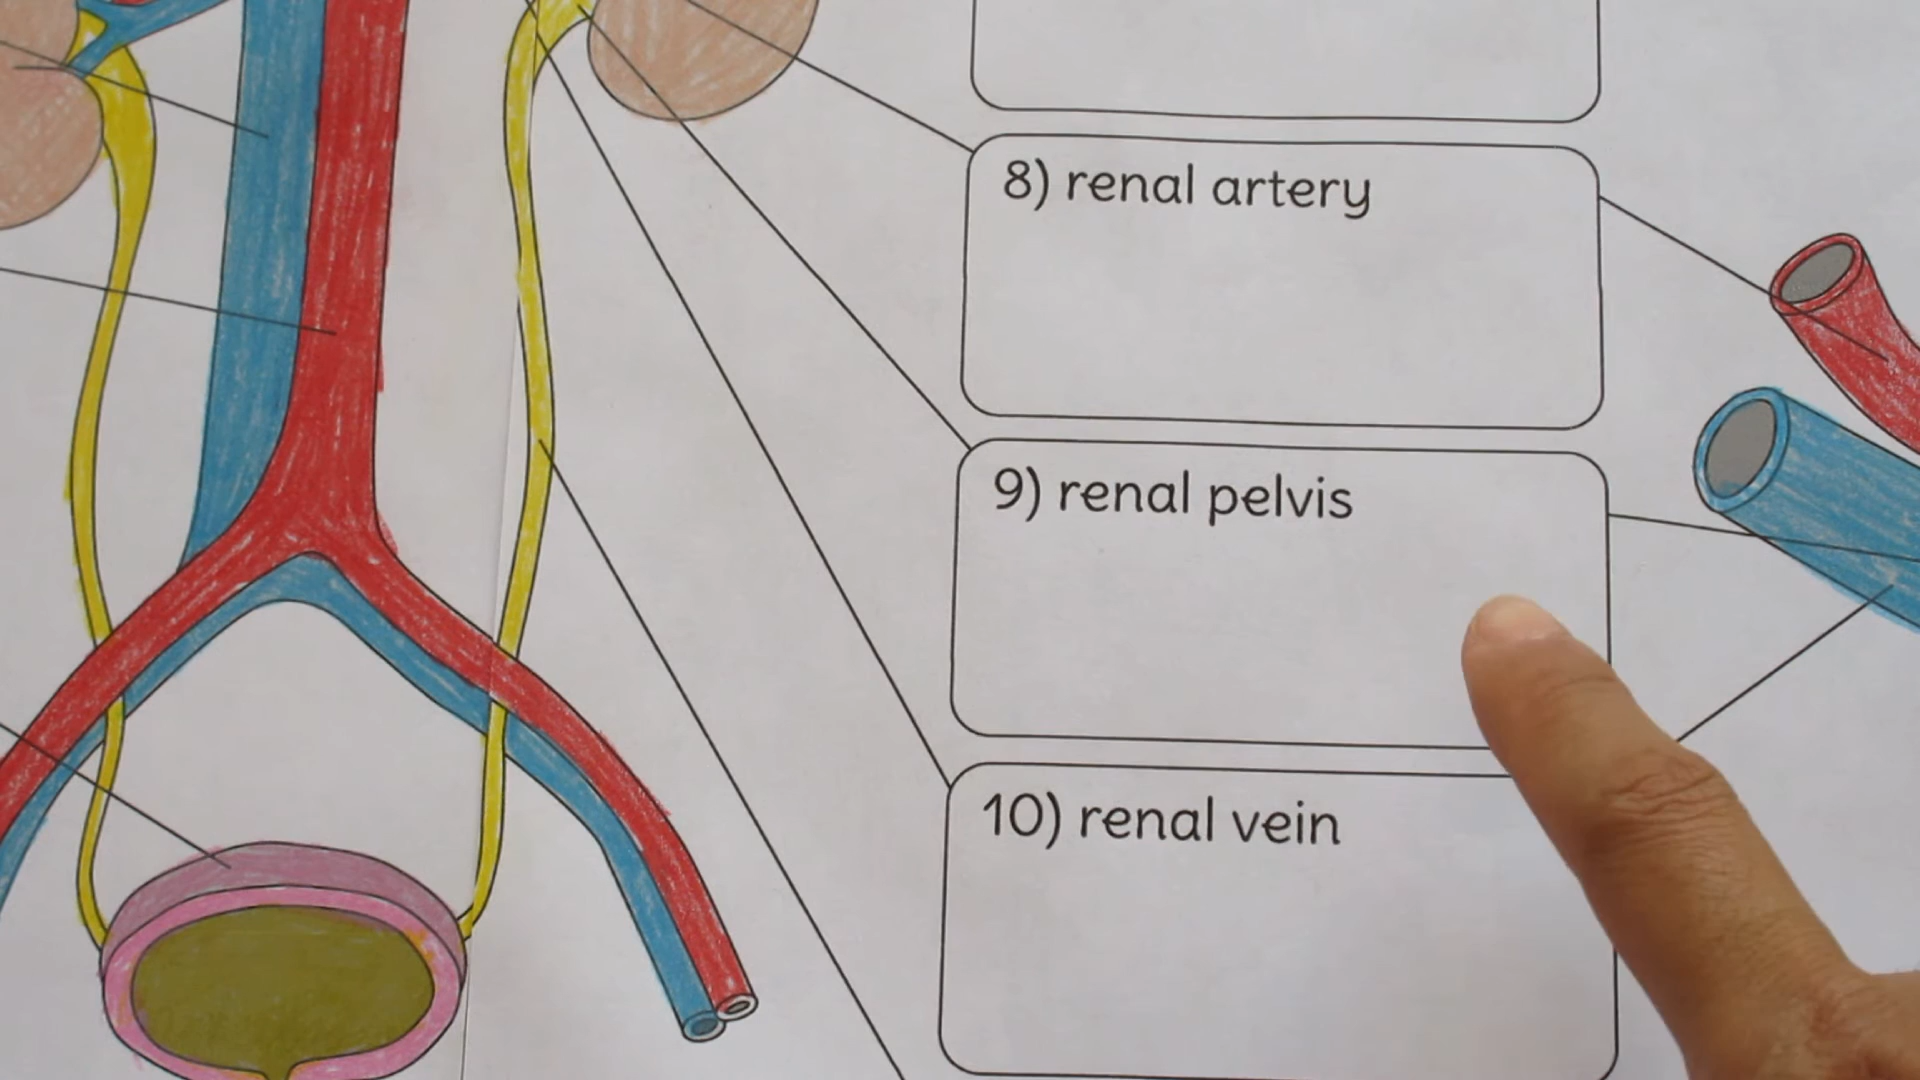 8) renal artery
9) renal pelvis
10) renal vein